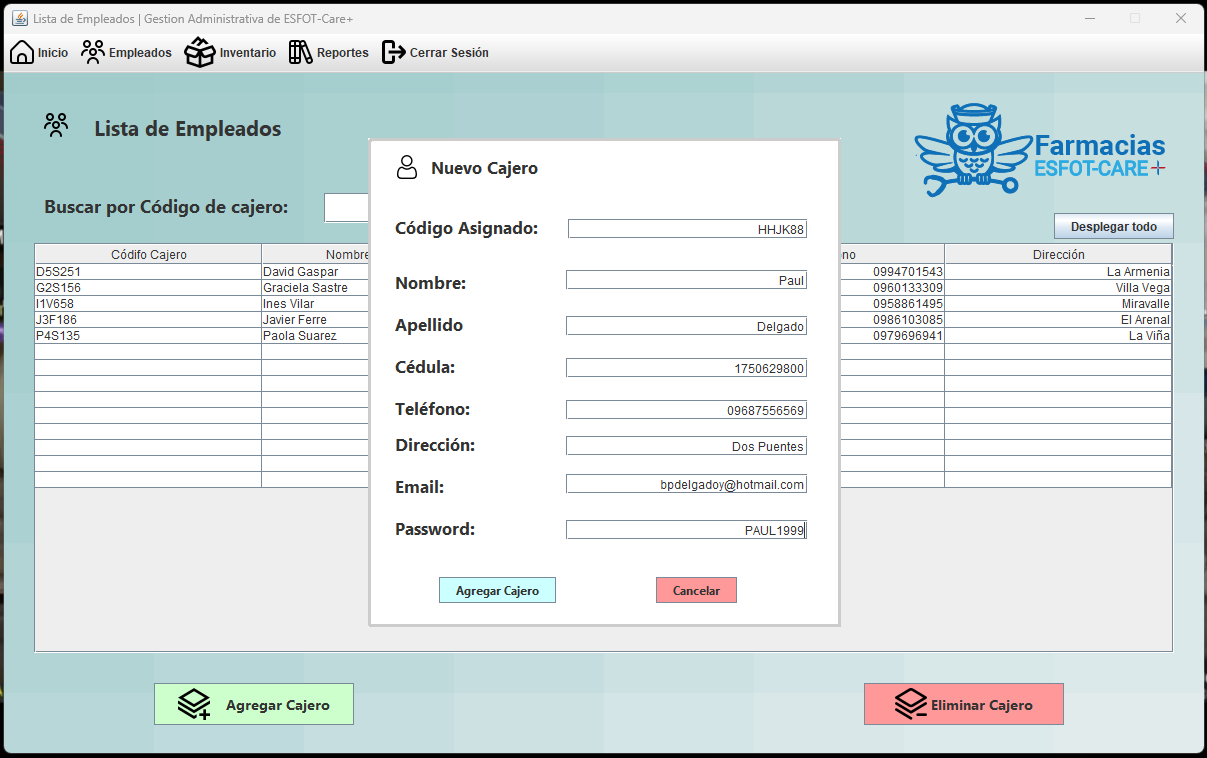 Lista de Empleados | Gestion Administrativa de ESFOT-Care+
Inicio Empleados Inventario Reportes Cerrar Sesión
Lista de Empleados
Farmacias
ESFOT-CARE+
Buscar por Código de cajero:
Desplegar todo
Códifo Cajero Nombre no Dirección
D5S251 David Gaspar 0994701543 La Armenia
G2S156 Graciela Sastre 0960133309 Villa Vega
I1V658 Ines Vilar 0958861495 Miravalle
J3F186 Javier Ferre 0986103085 El Arenal
P4S135 Paola Suarez 0979696941 La Viña
Nuevo Cajero
Código Asignado: HHJK88
Nombre: Paul
Apellido Delgado
Cédula: 1750629800
Teléfono: 09687556569
Dirección: Dos Puentes
Email: bpdelgadoy@hotmail.com
Password: PAUL1999
Agregar Cajero Cancelar
Agregar Cajero Eliminar Cajero